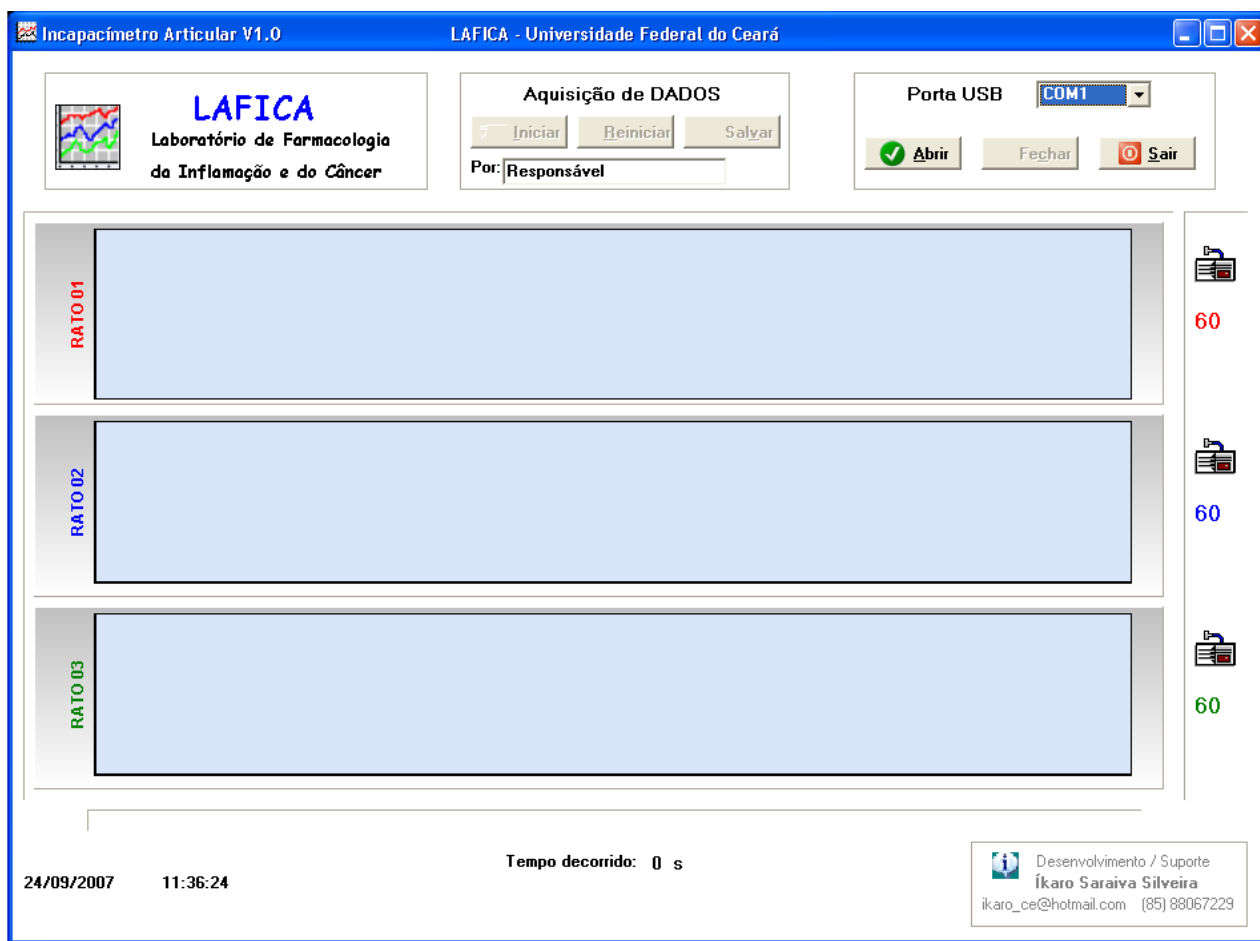 Incapacímetro Articular V1.0 LAFICA - Universidade Federal do Ceará
LAFICA
Laboratório de Farmacologia
da Inflamação e do Câncer
Aquisição de DADOS
Iniciar Reiniciar Salvar
Por: Responsável
Porta USB COM1
Abrir Fechar Sair
RATO 01
60
RATO 02
60
RATO 03
60
Tempo decorrido: 0 s
24/09/2007 11:36:24
Desenvolvimento / Suporte
Íkaro Saraiva Silveira
ikaro_ce@hotmail.com (85) 88067229